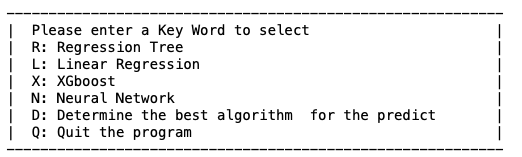 Please enter a Key Word to select
R: Regression Tree
L: Linear Regression
X: XGboost
N: Neural Network
D: Determine the best algorithm  for the predict
Q: Quit the program